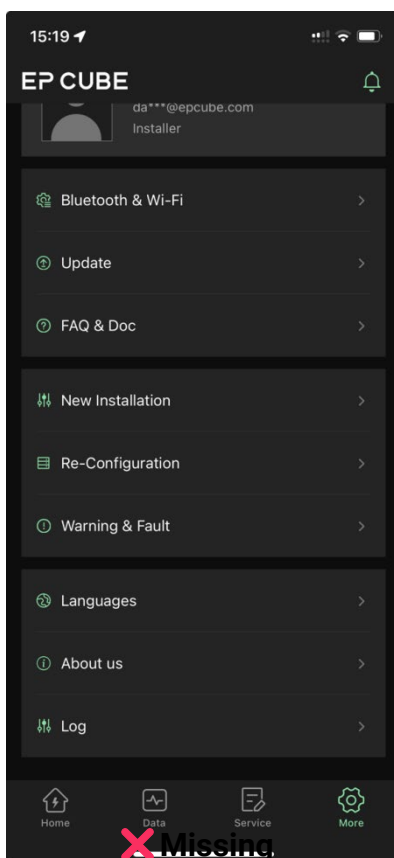 15:19
EP CUBE
da***@epcube.com
Installer
Bluetooth & Wi-Fi
Update
FAQ & Doc
New Installation
Re-Configuration
Warning & Fault
Languages
About us
Log
Home
Data
Service
More
❌ Missing